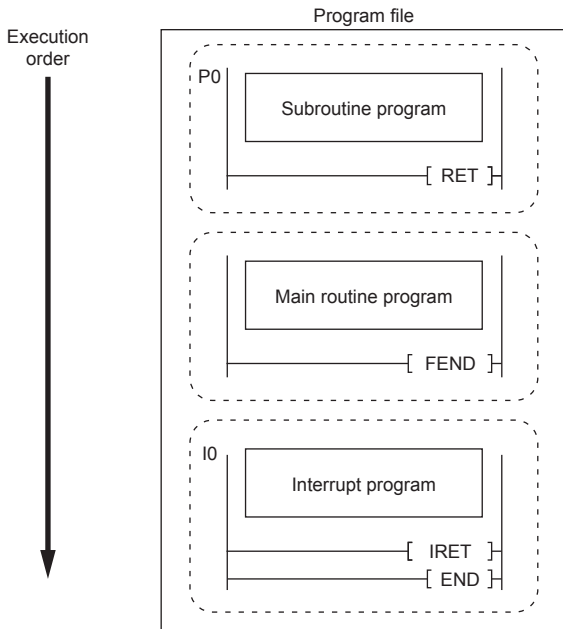 Program file
Execution
order
P0
Subroutine program
RET
Main routine program
FEND
I0
Interrupt program
IRET
END